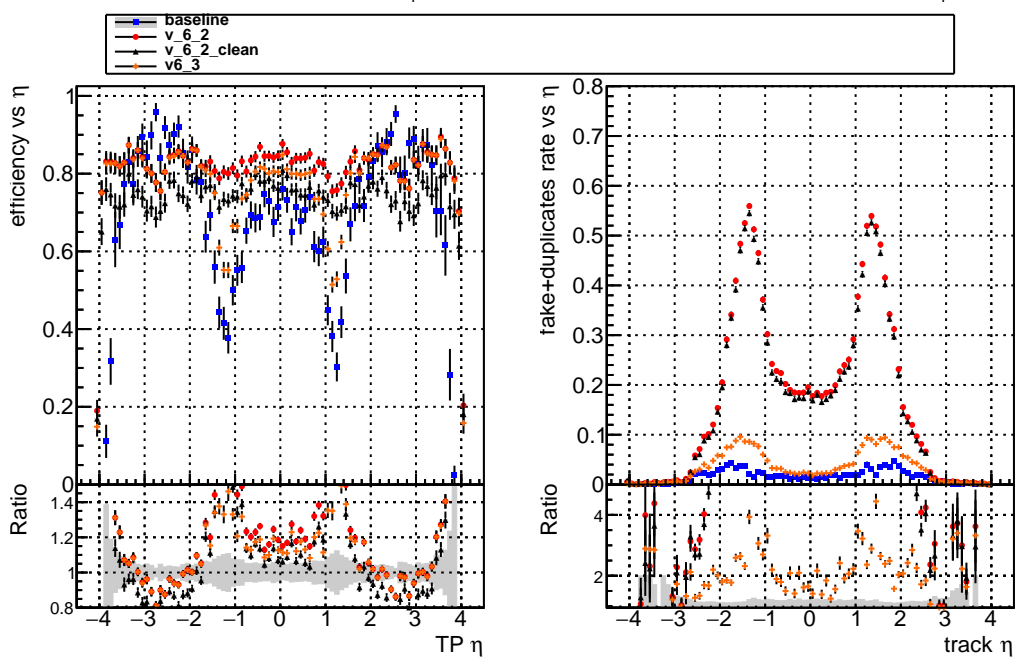 baseline
v_6_2
v_6_2_clean
v6_3
efficiency vs η
1
0.8
0.6
0.4
0.2
0
Ratio
1.4
1.2
1
0.8
−4 −3 −2 −1 0 1 2 3 4
TP η
fake+duplicates rate vs η
0.8
0.7
0.6
0.5
0.4
0.3
0.2
0.1
0
Ratio
4
2
−4 −3 −2 −1 0 1 2 3 4
track η